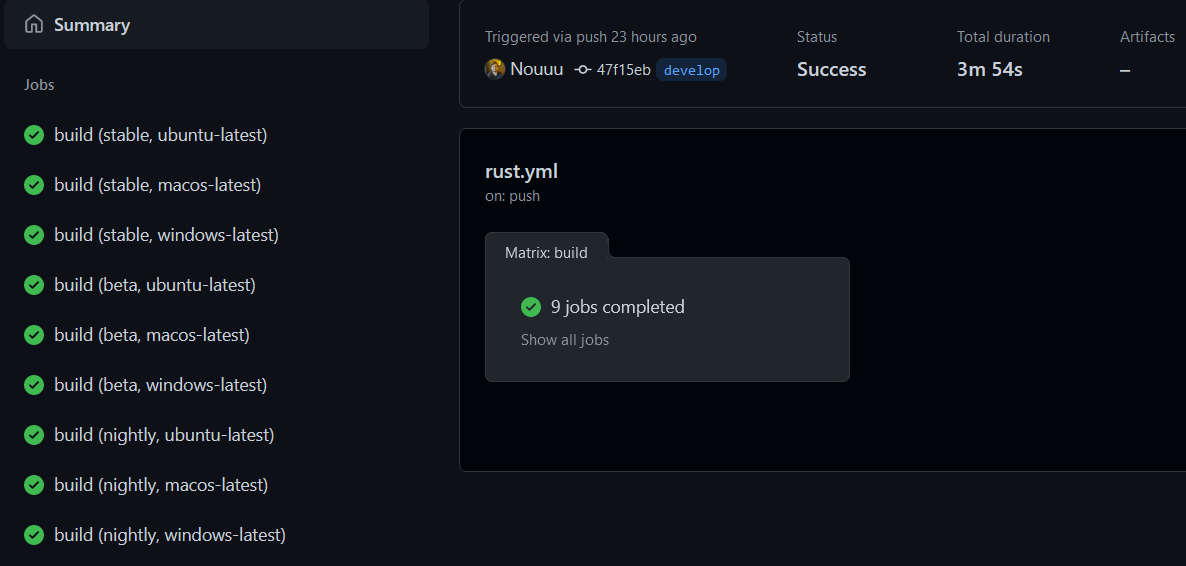 Summary
Jobs
build (stable, ubuntu-latest)
build (stable, macos-latest)
build (stable, windows-latest)
build (beta, ubuntu-latest)
build (beta, macos-latest)
build (beta, windows-latest)
build (nightly, ubuntu-latest)
build (nightly, macos-latest)
build (nightly, windows-latest)
Triggered via push 23 hours ago
Nouuu 47f15eb develop
Status
Success
Total duration
3m 54s
Artifacts
–
rust.yml
on: push
Matrix: build
9 jobs completed
Show all jobs